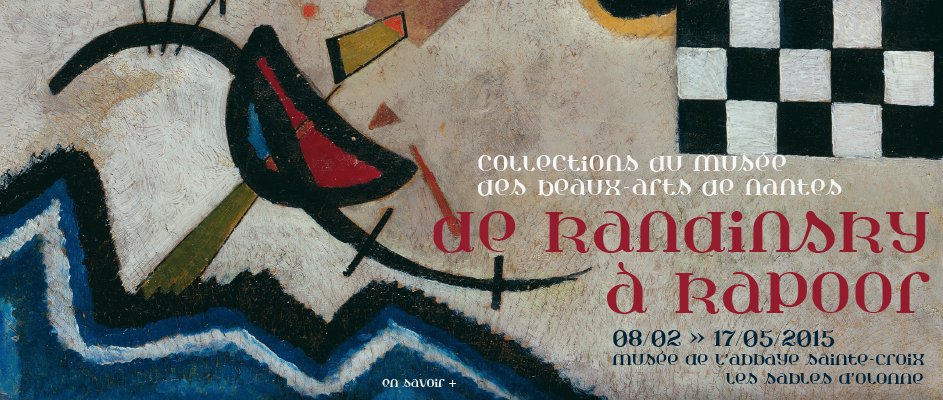 collections du musée
des beaux-arts de nantes
de kandinsky
à kapoor
08/02 » 17/05/2015
musée de l'abbaye sainte-croix
les sables d'olonne
en savoir +